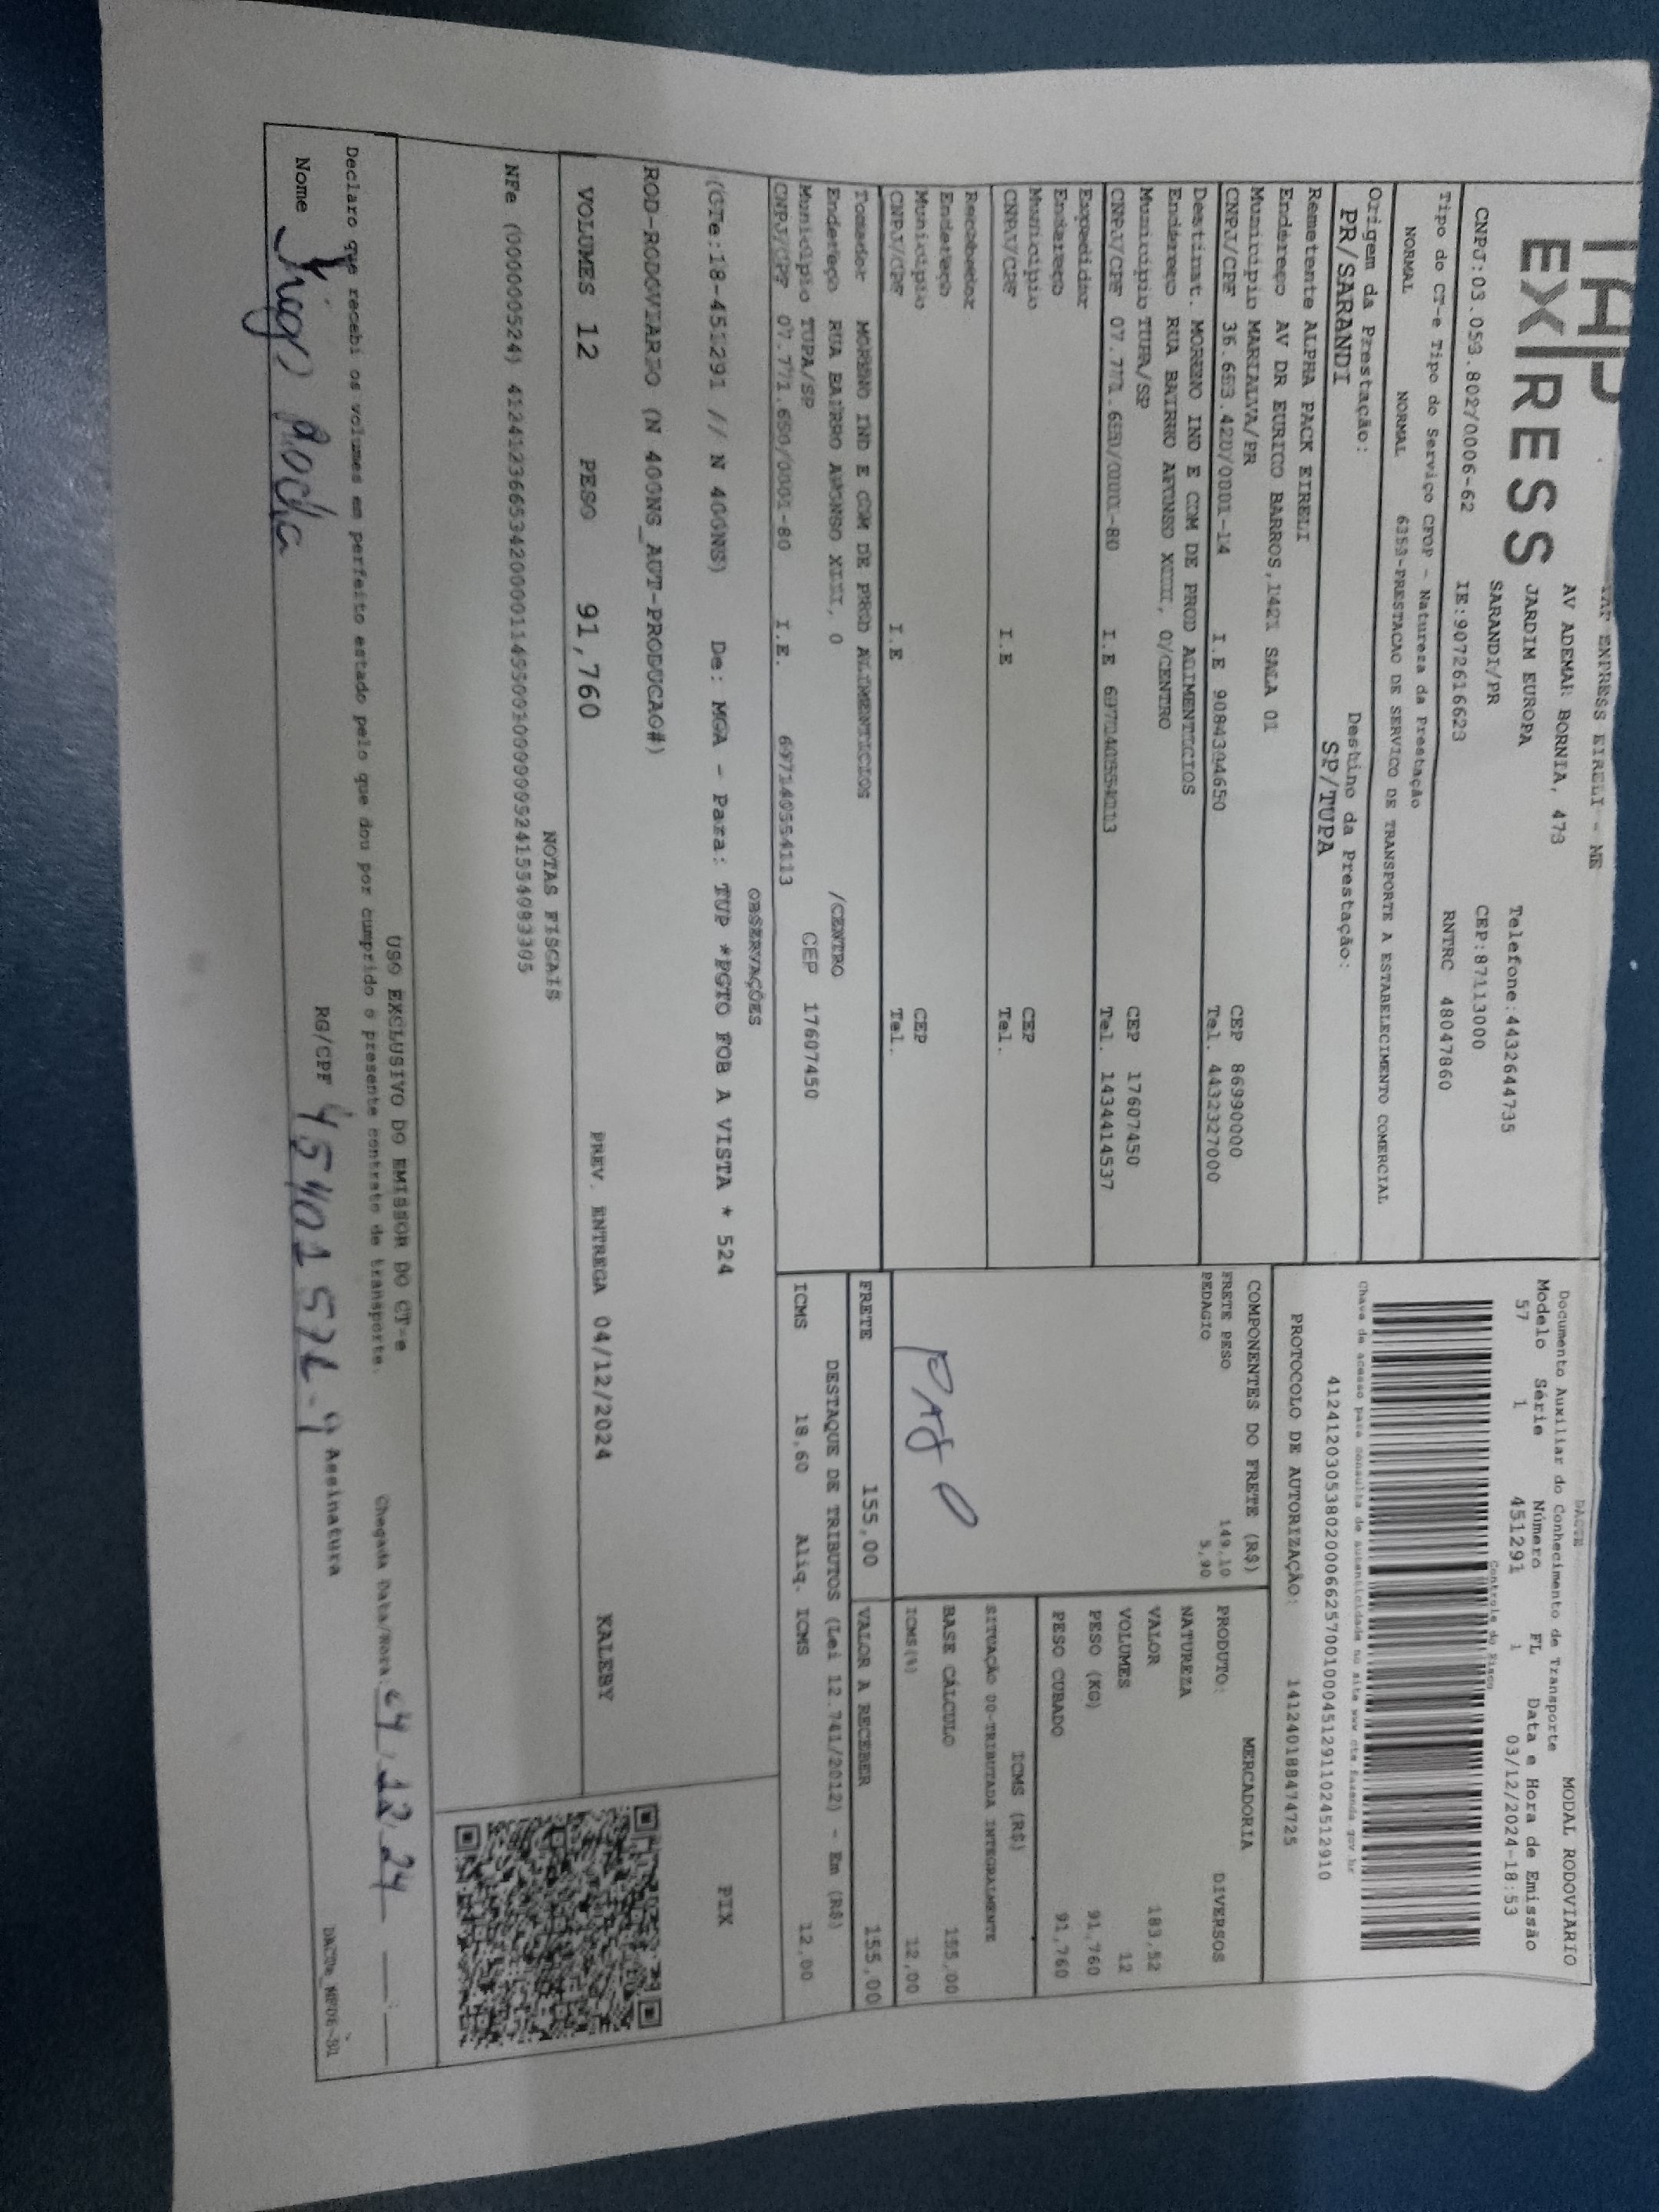 TAP
EXPRESS
TAP EXPRESS EIRELI - ME
AV ADEMAR BORNIA, 473
JARDIM EUROPA Telefone:4432644735
SARANDI/PR CEP:87113000
CNPJ:03.053.802/0006-62 IE:9072616623 RNTRC 48047860
Tipo do CT-e Tipo do Serviço CFOP - Natureza da Prestação
NORMAL NORMAL 6353-PRESTACAO DE SERVICO DE TRANSPORTE A ESTABELECIMENTO COMERCIAL
Origem da Prestação: Destino da Prestação:
PR/SARANDI SP/TUPA
Remetente ALPHA PACK EIRELI
Endereço AV DR EURICO BARROS, SALA 01
Município MARIALVA/PR CEP 86990000
CNPJ/CPF 36.653.420/0001-14 I.E 9084394650 Tel. 4432327000
Destinat. MORENO IND E COM DE PROD ALIMENTICIOS
Endereço RUA BAIRRO AFONSO XIII, 0/CENTRO
Município TUPA/SP CEP 17607450
CNPJ/CPF 07.771.650/0001-80 I.E 697140554113 Tel. 1434414537
Expedidor
Endereço
Município CEP
CNPJ/CPF I.E Tel.
Recebedor
Endereço
Município CEP
CNPJ/CPF I.E Tel.
Tomador MORENO IND E COM DE PROD ALIMENTICIOS
Endereço RUA BAIRRO AFONSO XIII, 0 /CENTRO
Município TUPA/SP CEP 17607450
CNPJ/CPF 07.771.650/0001-80 I.E. 697140554113
DACTE MODAL RODOVIÁRIO
Documento Auxiliar do Conhecimento de Transporte
Modelo Série Número FL Data e Hora de Emissão
57 1 451291 1 03/12/2024-18:53
Controle do Fisco
Chave de acesso para consulta de autenticidade no site www cte fazenda gov.br
41241203053802000662570010004512911024512910
PROTOCOLO DE AUTORIZAÇÃO: 141240188474725
COMPONENTES DO FRETE (R$)
FRETE PESO 149,10
PEDAGIO 5,90
PAgO
MERCADORIA
PRODUTO: DIVERSOS
NATUREZA
VALOR 183,52
VOLUMES 12
PESO (KG) 91,760
PESO CUBADO 91,760
ICMS (R$)
SITUAÇÃO 00-TRIBUTADA INTEGRALMENTE
BASE CÁLCULO 155,00
ICMS(%) 12,00
FRETE 155,00 VALOR A RECEBER 155,00
DESTAQUE DE TRIBUTOS (Lei 12.741/2012) - Em (R$)
ICMS 18,60 Aliq. ICMS 12,00
OBSERVAÇÕES
(CTe:18-451291 // N 400NS) De: MGA - Para: TUP *PGTO FOB A VISTA * 524
ROD-RODOVIARIO (N 400NS_AUT-PRODUCAO#)
PIX
VOLUMES 12 PESO 91,760 PREV. ENTREGA 04/12/2024 KALEBY
NOTAS FISCAIS
USO EXCLUSIVO DO EMISSOR DO CT-e
Declaro que recebi os volumes em perfeito estado pelo que dou por cumprido o presente contrato de transporte. Chegada Data/Hora: 04.12.24
Nome Rocha RG/CPF Assinatura